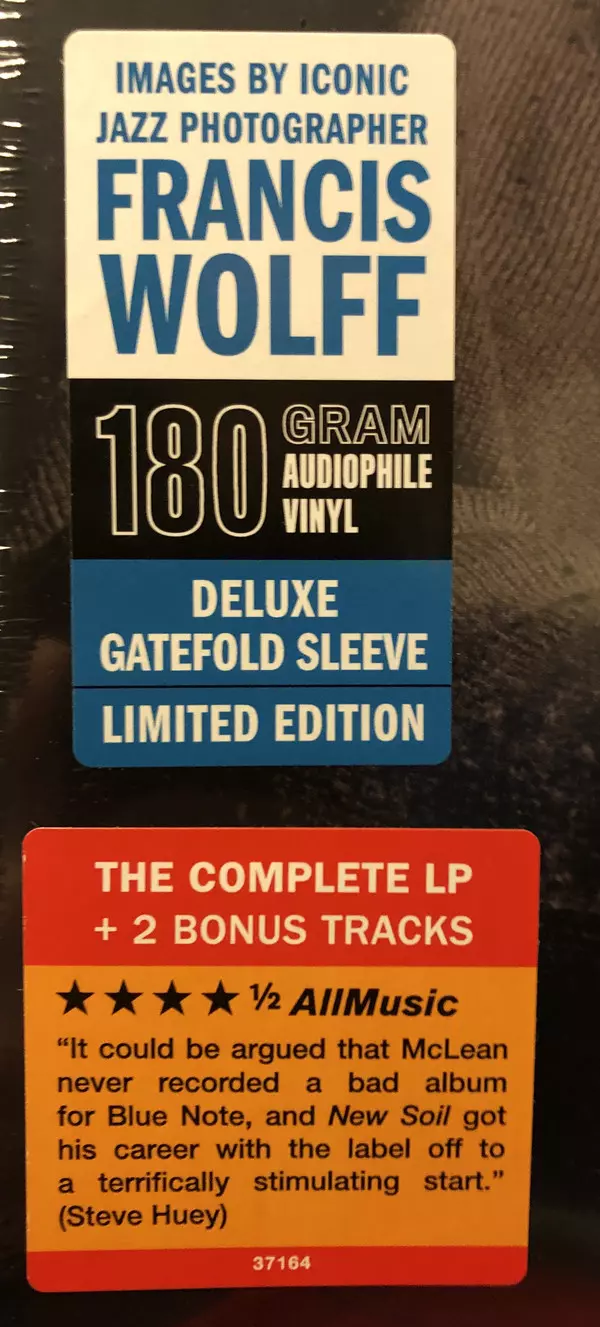 IMAGES BY ICONIC
JAZZ PHOTOGRAPHER
FRANCIS
WOLFF
180 GRAM
AUDIOPHILE
VINYL
DELUXE
GATEFOLD SLEEVE
LIMITED EDITION
THE COMPLETE LP
+ 2 BONUS TRACKS
★★★★½ AllMusic
“It could be argued that McLean
never recorded a bad album
for Blue Note, and New Soil got
his career with the label off to
a terrifically stimulating start.”
(Steve Huey)
37164